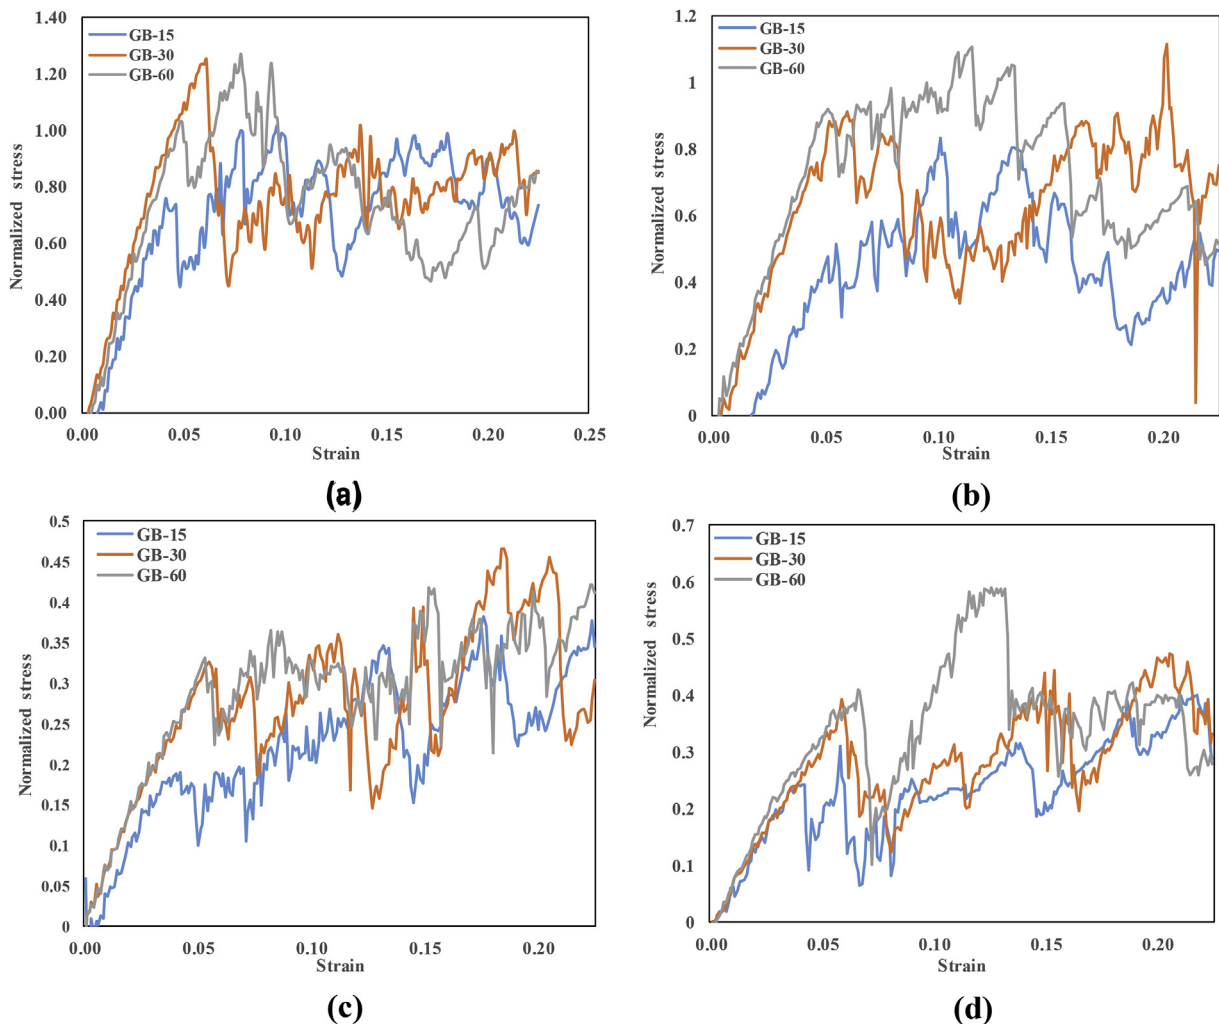 1.40
1.20
1.00
0.80
0.60
0.40
0.20
0.00
Normalized stress
GB-15
GB-30
GB-60
0.00 0.05 0.10 0.15 0.20 0.25
Strain
(a)
1.2
1
0.8
0.6
0.4
0.2
0
Normalized stress
GB-15
GB-30
GB-60
0.00 0.05 0.10 0.15 0.20
Strain
(b)
0.5
0.45
0.4
0.35
0.3
0.25
0.2
0.15
0.1
0.05
0
Normalized stress
GB-15
GB-30
GB-60
0.00 0.05 0.10 0.15 0.20
Strain
(c)
0.7
0.6
0.5
0.4
0.3
0.2
0.1
0
Normalized stress
GB-15
GB-30
GB-60
0.00 0.05 0.10 0.15 0.20
Strain
(d)